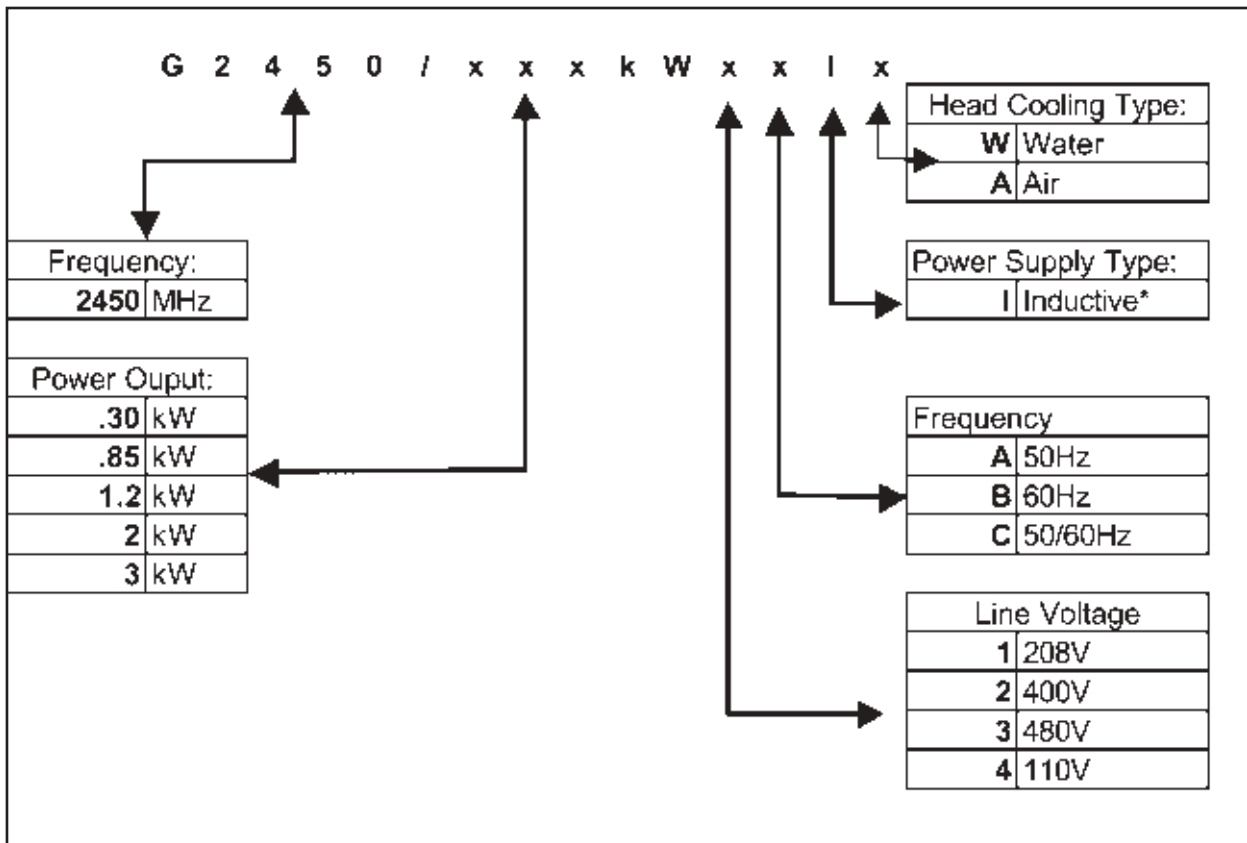 G 2 4 5 0 / x x x k W x x I x
Head Cooling Type:
W Water
A Air
Frequency:
2450 MHz
Power Supply Type:
I Inductive*
Power Ouput:
.30 kW
.85 kW
1.2 kW
2 kW
3 kW
Frequency
A 50Hz
B 60Hz
C 50/60Hz
Line Voltage
1 208V
2 400V
3 480V
4 110V